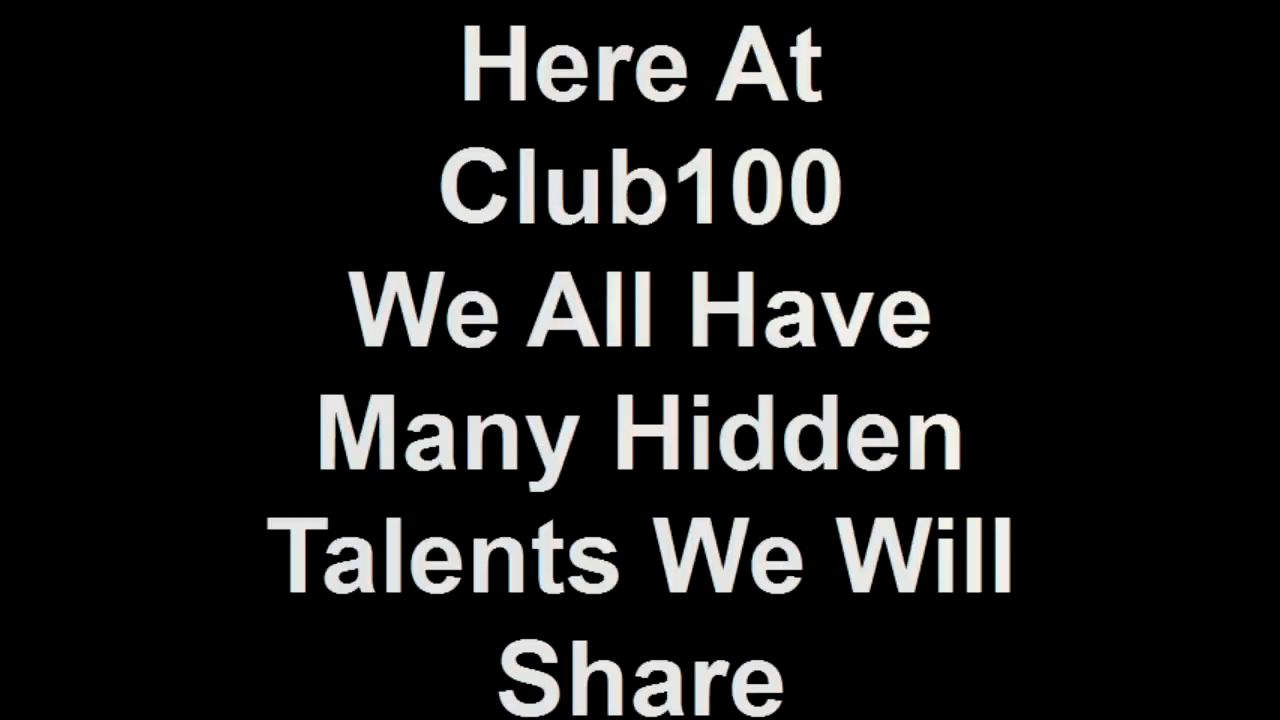 Here At
Club100
We All Have
Many Hidden
Talents We Will
Share